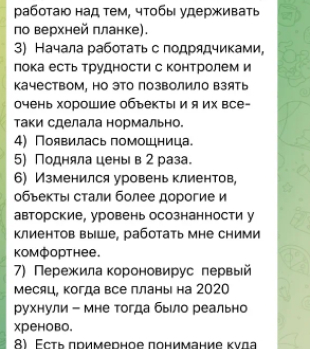 работаю над тем, чтобы удерживать
по верхней планке).
3) Начала работать с подрядчиками,
пока есть трудности с контролем и
качеством, но это позволило взять
очень хорошие объекты и я их все-
таки сделала нормально.
4) Появилась помощница.
5) Подняла цены в 2 раза.
6) Изменился уровень клиентов,
объекты стали более дорогие и
авторские, уровень осознанности у
клиентов выше, работать мне сними
комфортнее.
7) Пережила короновирус первый
месяц, когда все планы на 2020
рухнули – мне тогда было реально
хреново.
8) Есть примерное понимание куда